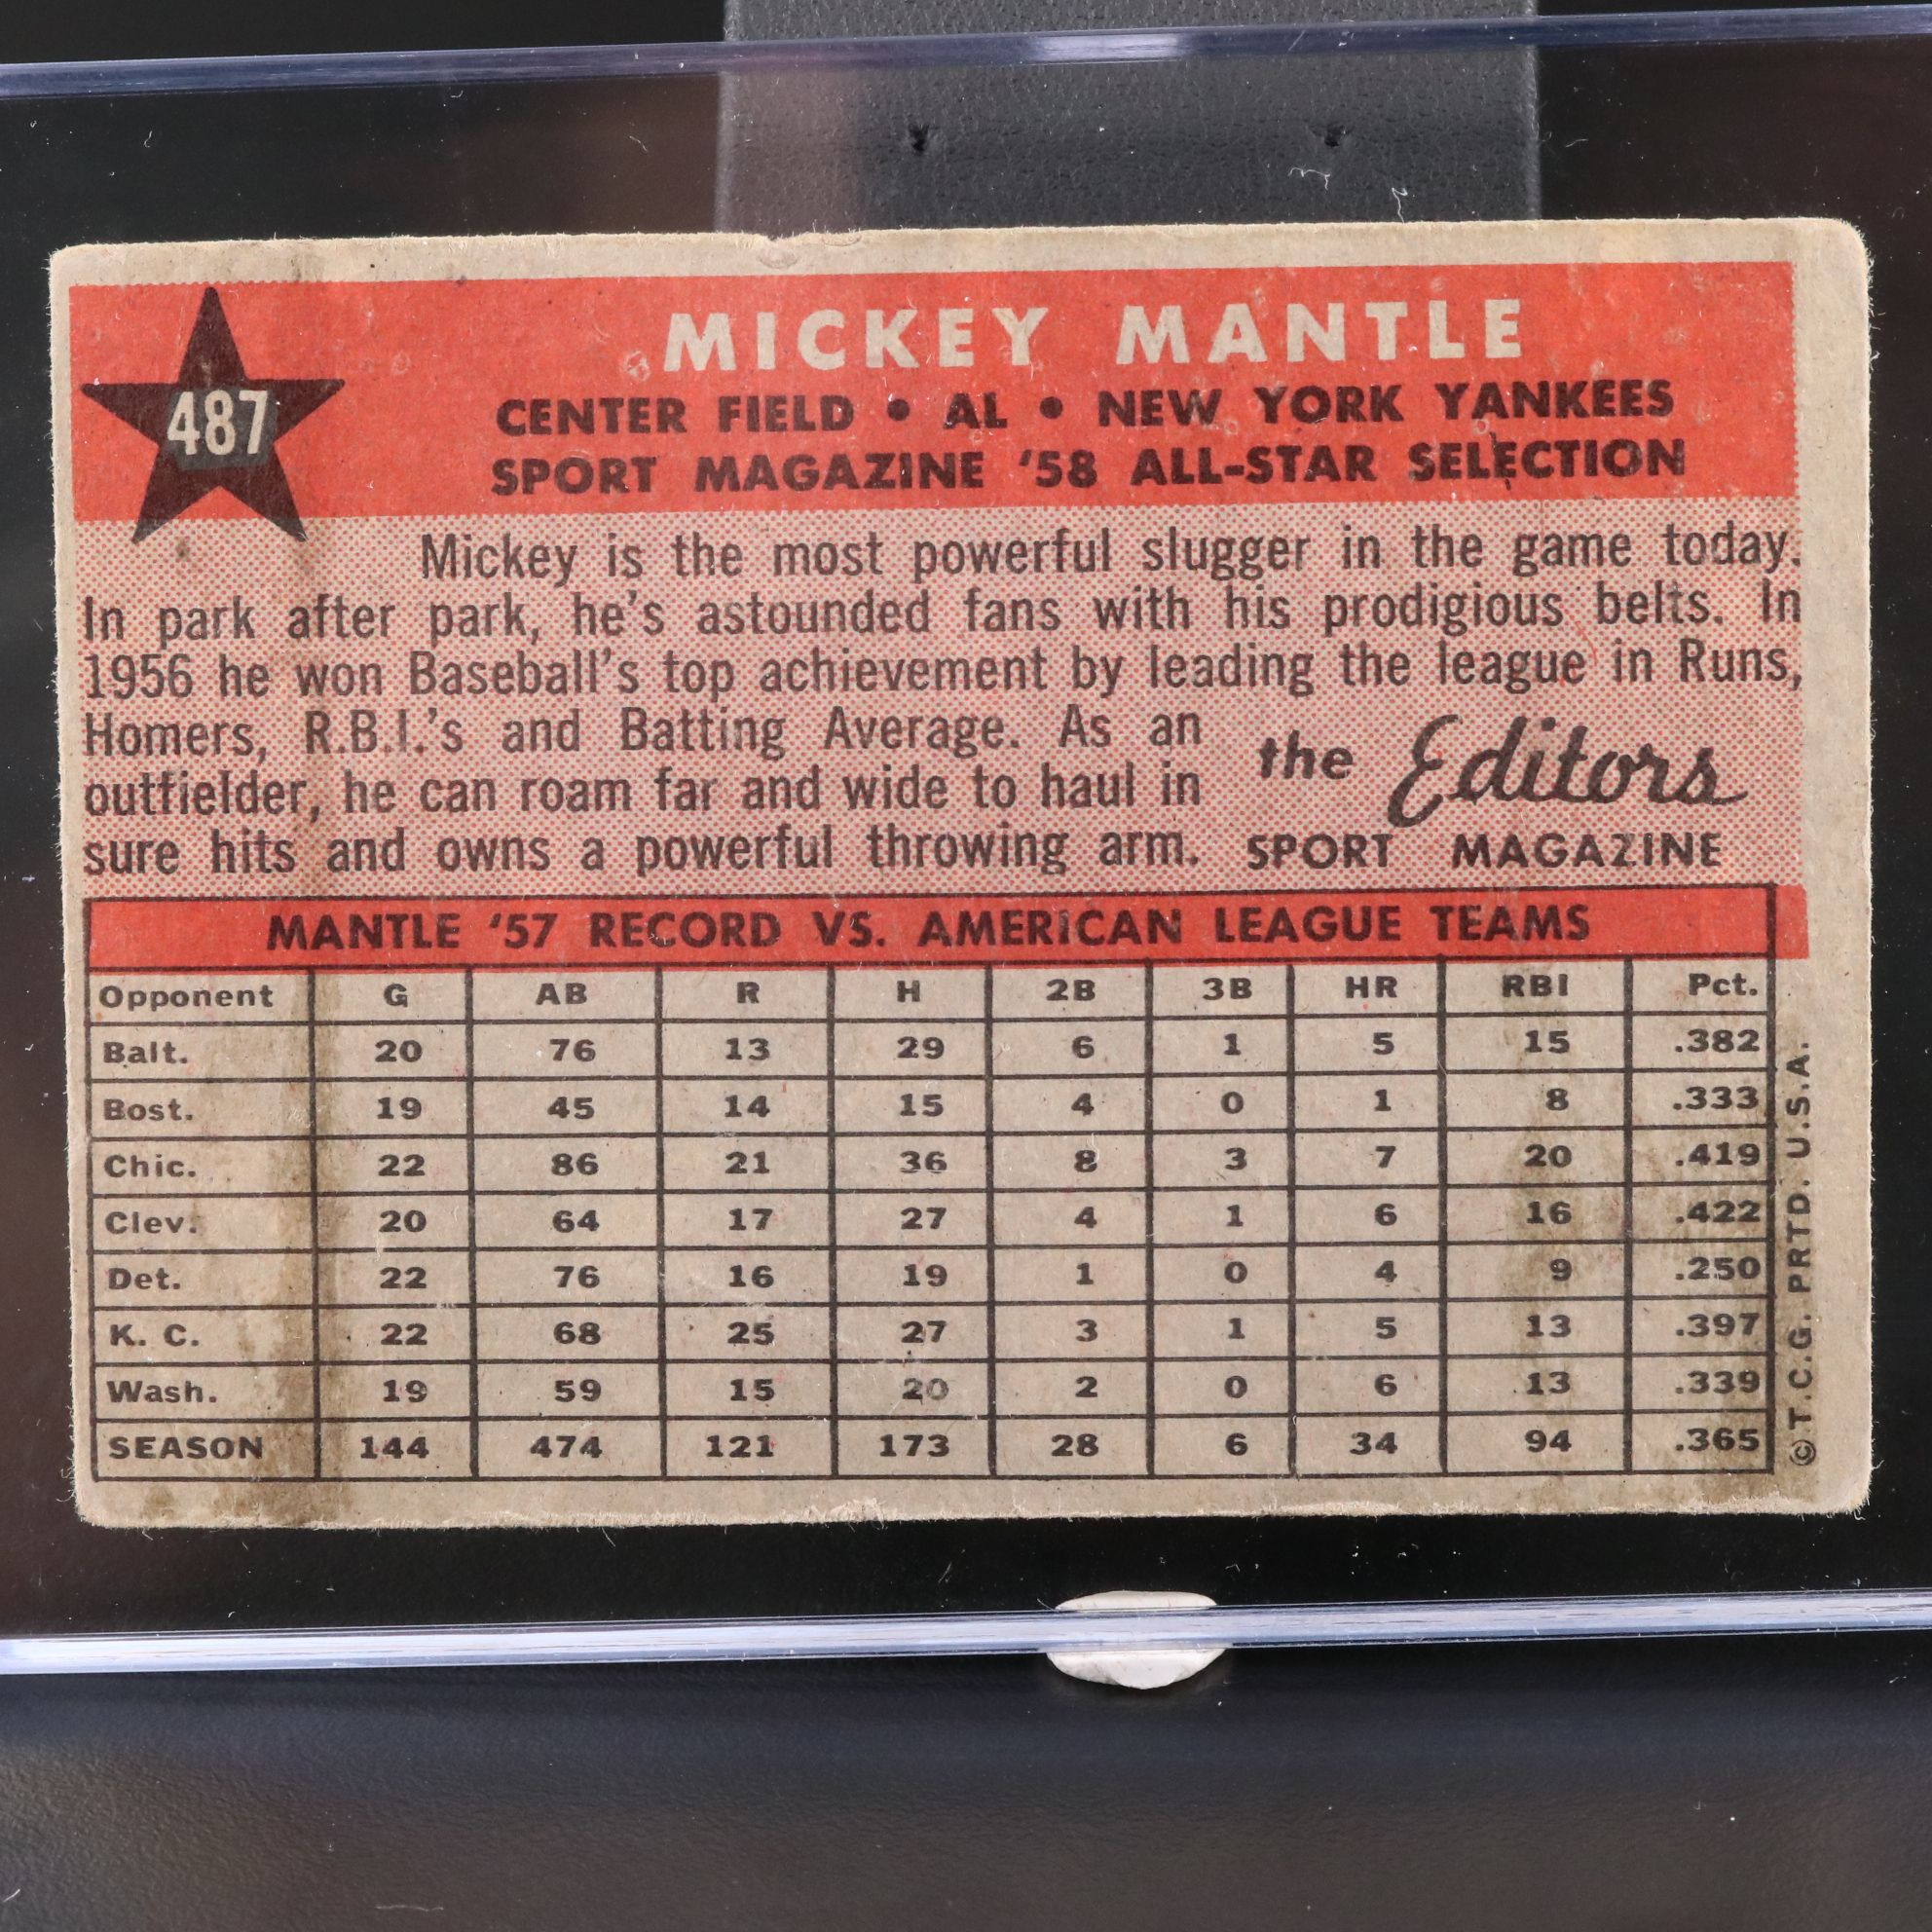 487
MICKEY MANTLE
CENTER FIELD • AL • NEW YORK YANKEES
SPORT MAGAZINE '58 ALL-STAR SELECTION
Mickey is the most powerful slugger in the game today.
In park after park, he's astounded fans with his prodigious belts. In
1956 he won Baseball's top achievement by leading the league in Runs,
Homers, R.B.I.'s and Batting Average. As an
outfielder, he can roam far and wide to haul in
sure hits and owns a powerful throwing arm.
the Editors
SPORT MAGAZINE
MANTLE '57 RECORD VS. AMERICAN LEAGUE TEAMS
Opponent G AB R H 2B 3B HR RBI Pct.
Balt. 20 76 13 29 6 1 5 15 .382
Bost. 19 45 14 15 4 0 1 8 .333
Chic. 22 86 21 36 8 3 7 20 .419
Clev. 20 64 17 27 4 1 6 16 .422
Det. 22 76 16 19 1 0 4 9 .250
K. C. 22 68 25 27 3 1 5 13 .397
Wash. 19 59 15 20 2 0 6 13 .339
SEASON 144 474 121 173 28 6 34 94 .365
©T.C.G. PRTD. U.S.A.